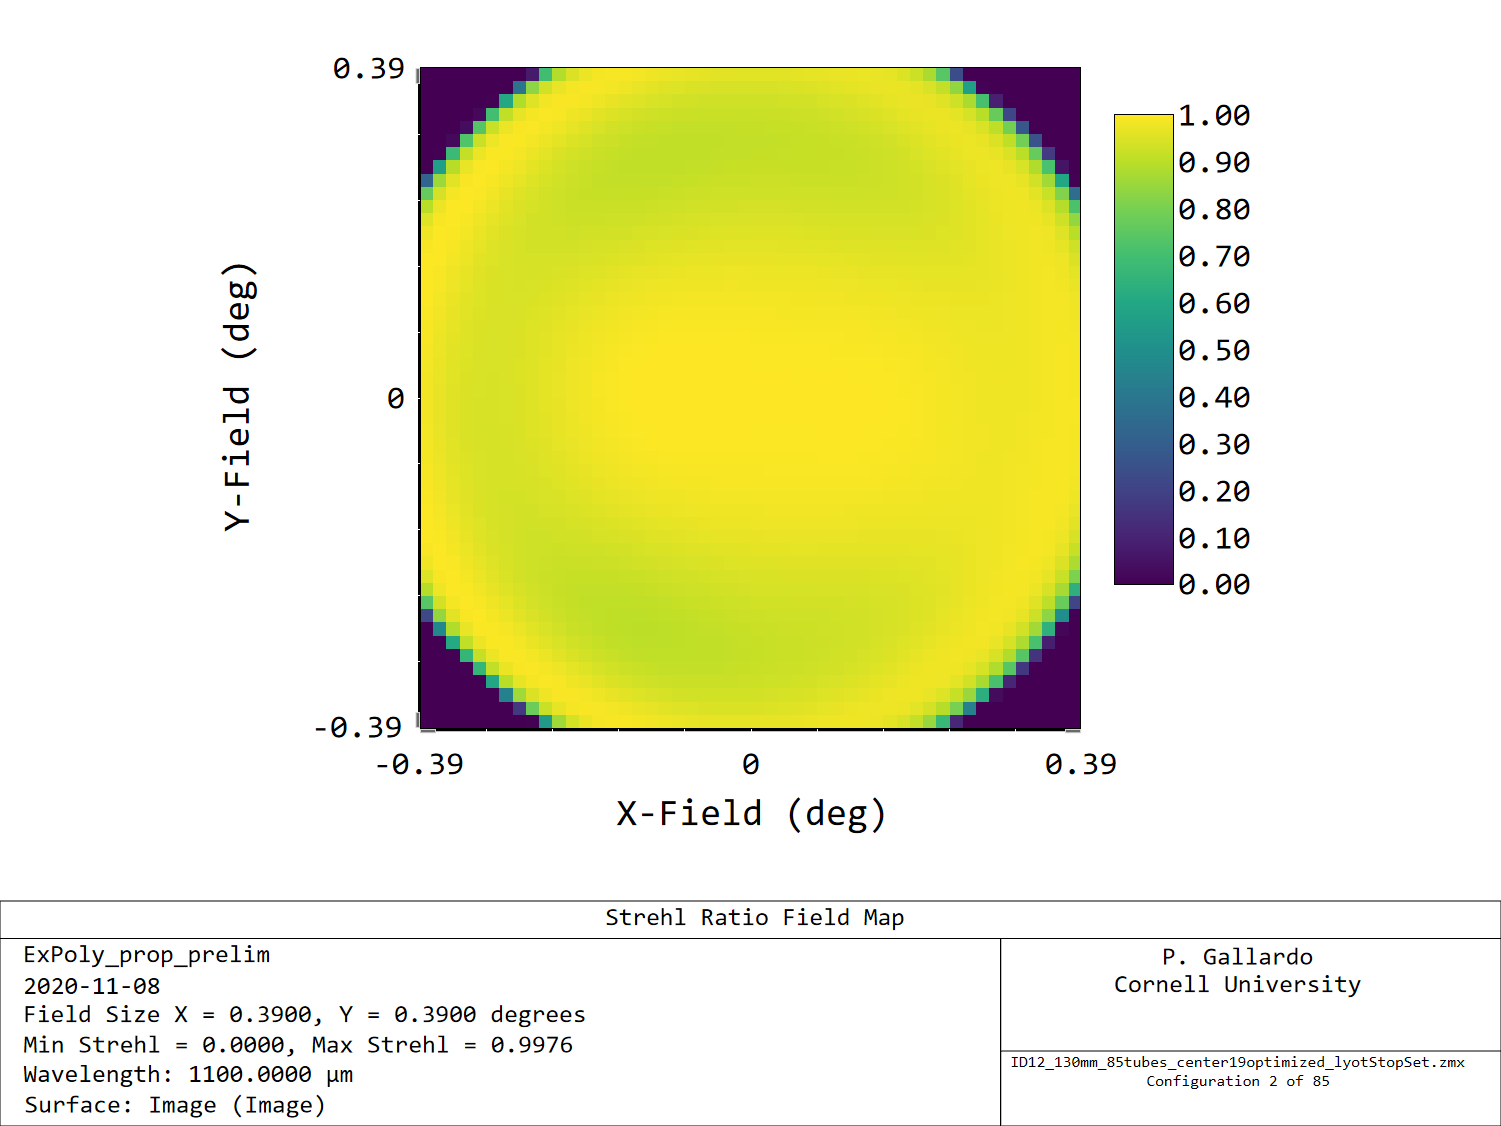 0.39
0
-0.39
Y-Field (deg)
-0.39
0
0.39
X-Field (deg)
1.00
0.90
0.80
0.70
0.60
0.50
0.40
0.30
0.20
0.10
0.00
Strehl Ratio Field Map
ExPoly_prop_prelim
2020-11-08
Field Size X = 0.3900, Y = 0.3900 degrees
Min Strehl = 0.0000, Max Strehl = 0.9976
Wavelength: 1100.0000 µm
Surface: Image (Image)
P. Gallardo
Cornell University
ID12_130mm_85tubes_center19optimized_lyotStopSet.zmx
Configuration 2 of 85